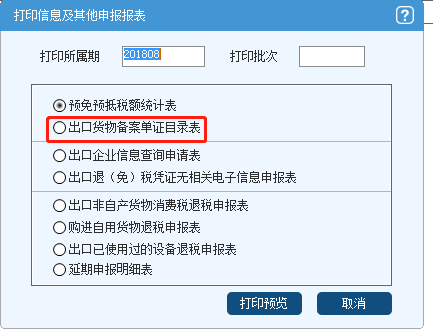 打印信息及其他申报报表
?
打印所属期 201808 打印批次
预免预抵税额统计表
出口货物备案单证目录表
出口企业信息查询申请表
出口退（免）税凭证无相关电子信息申报表
出口非自产货物消费税退税申报表
购进自用货物退税申报表
出口已使用过的设备退税申报表
延期申报明细表
打印预览 取消